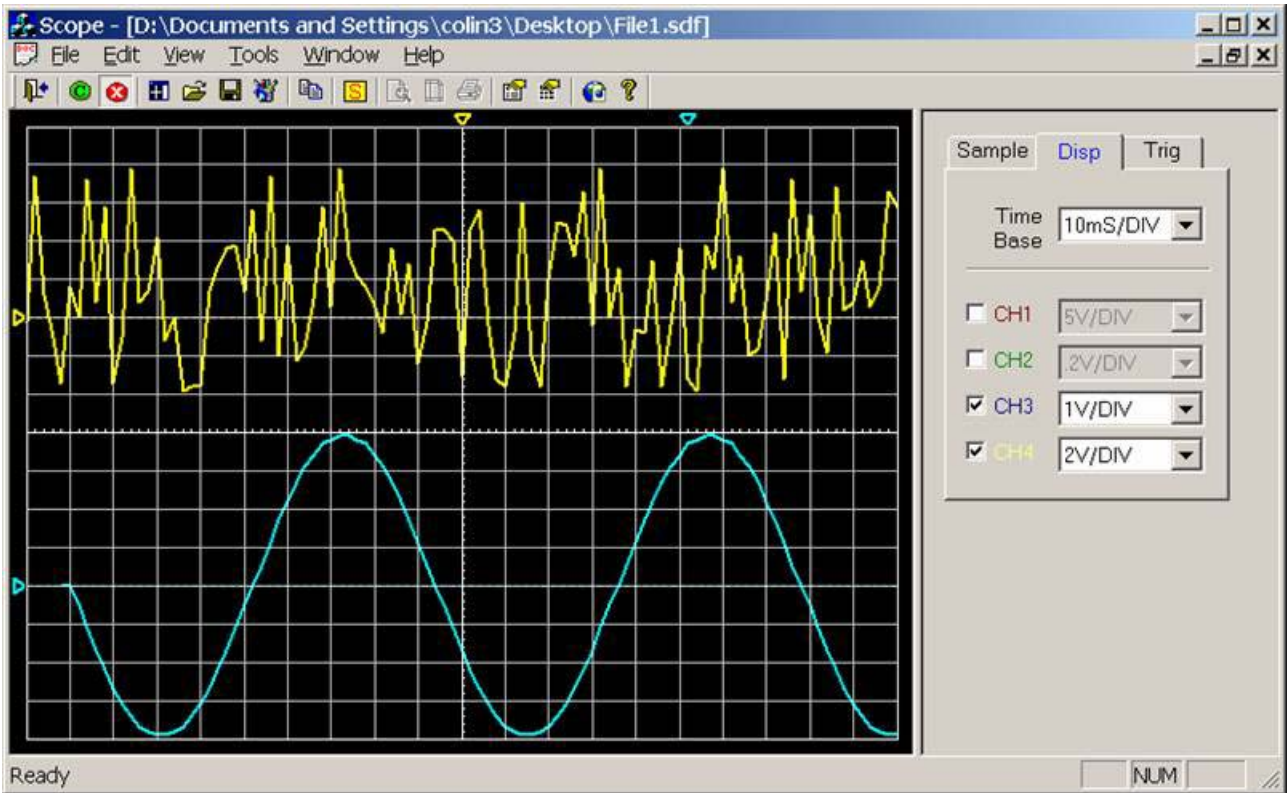 Scope - [D:\Documents and Settings\colin3\Desktop\File1.sdf]
File Edit View Tools Window Help
Sample Disp Trig
Time Base 10mS/DIV
CH1 5V/DIV
CH2 .2V/DIV
CH3 1V/DIV
CH4 2V/DIV
Ready NUM